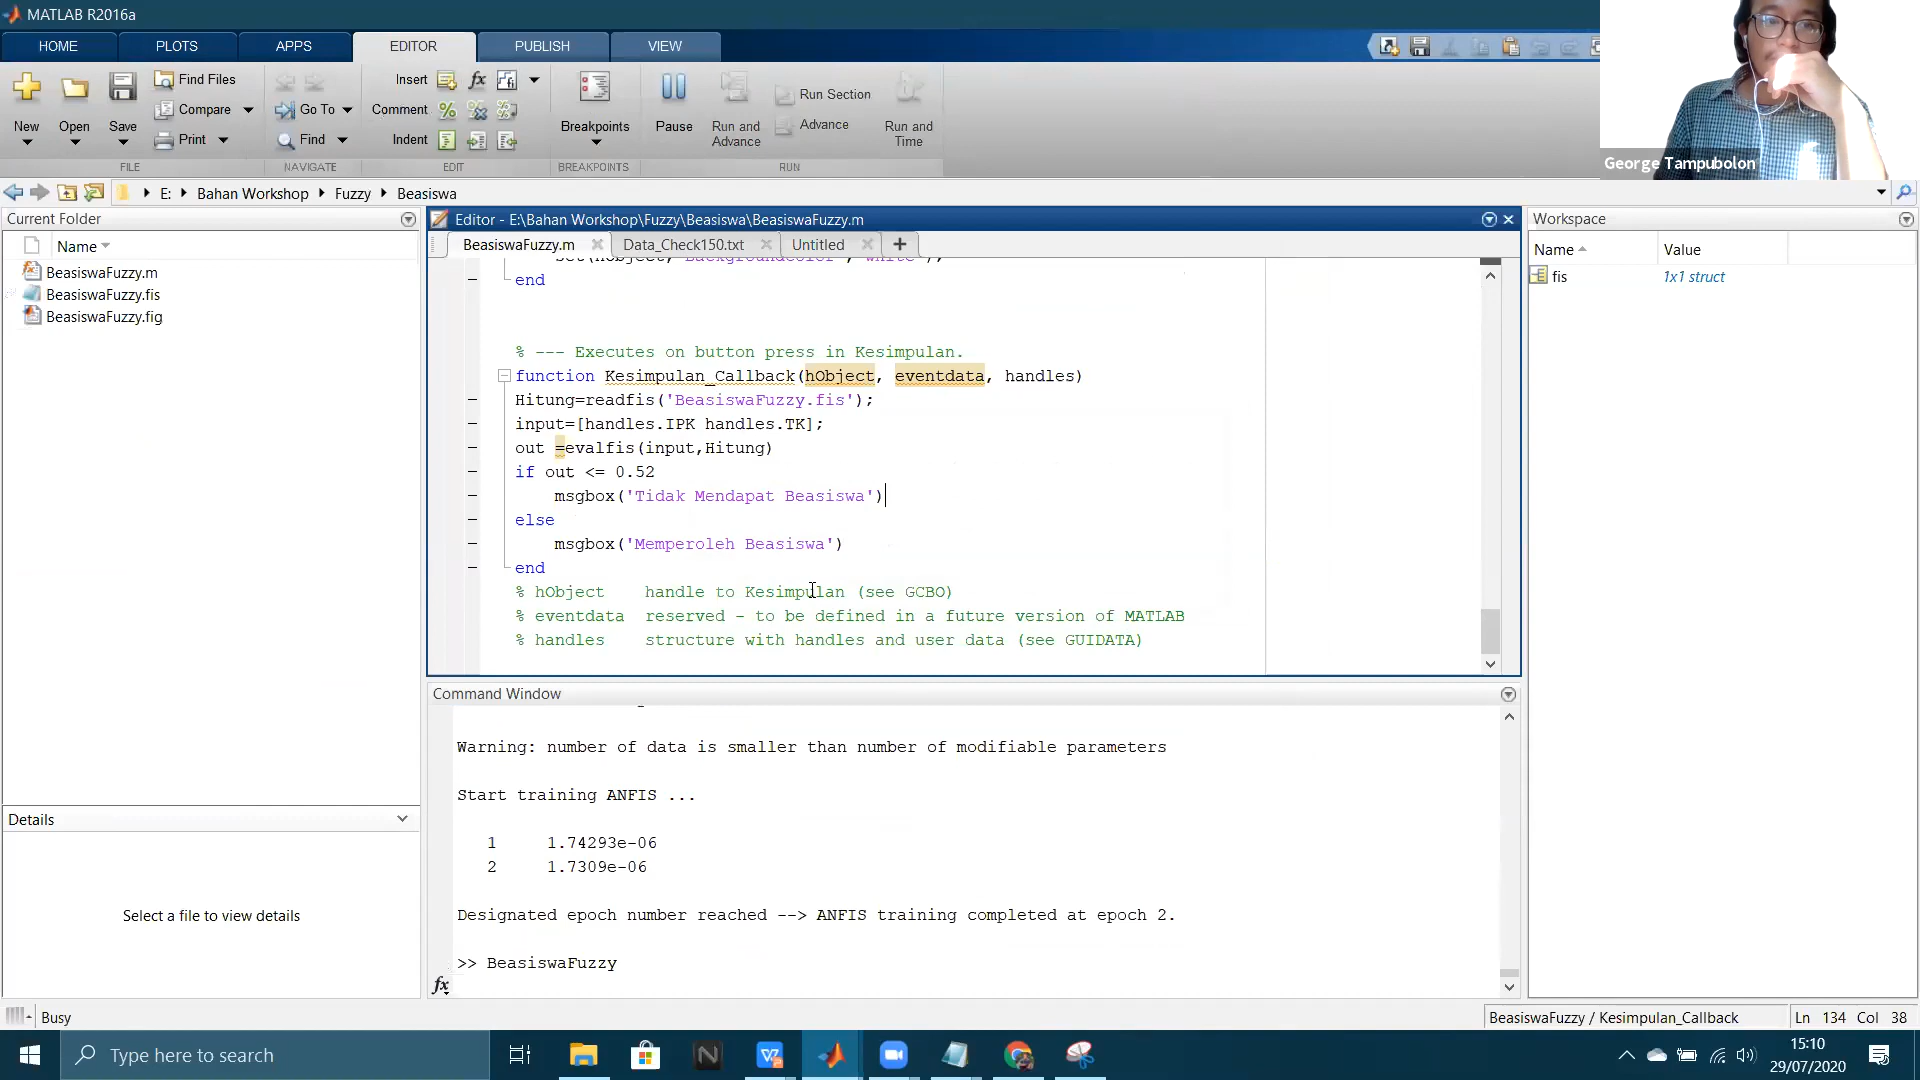 MATLAB R2016a
HOME PLOTS APPS EDITOR PUBLISH VIEW
New Open Save Find Files Compare Print
FILE
Go To Find
NAVIGATE
Insert Comment Indent
EDIT
Breakpoints
BREAKPOINTS
Pause Run and Advance Run Section Advance Run and Time
RUN
George Tampubolon
E: Bahan Workshop Fuzzy Beasiswa
Current Folder
Name
BeasiswaFuzzy.m
BeasiswaFuzzy.fis
BeasiswaFuzzy.fig
Details
Select a file to view details
Editor - E:\Bahan Workshop\Fuzzy\Beasiswa\BeasiswaFuzzy.m
BeasiswaFuzzy.m Data_Check150.txt Untitled
end
% --- Executes on button press in Kesimpulan.
function Kesimpulan_Callback(hObject, eventdata, handles)
Hitung=readfis('BeasiswaFuzzy.fis');
input=[handles.IPK handles.TK];
out =evalfis(input,Hitung)
if out <= 0.52
msgbox('Tidak Mendapat Beasiswa')
else
msgbox('Memperoleh Beasiswa')
end
% hObject    handle to Kesimpulan (see GCBO)
% eventdata  reserved - to be defined in a future version of MATLAB
% handles    structure with handles and user data (see GUIDATA)
Command Window
Warning: number of data is smaller than number of modifiable parameters
Start training ANFIS ...
1 1.74293e-06
2 1.7309e-06
Designated epoch number reached --> ANFIS training completed at epoch 2.
>> BeasiswaFuzzy
fx
Workspace
Name Value
fis 1x1 struct
Busy
BeasiswaFuzzy / Kesimpulan_Callback
Ln 134 Col 38
Type here to search
15:10
29/07/2020